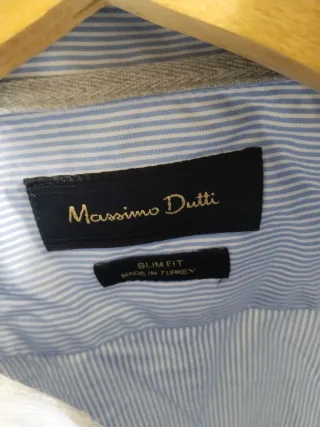 Massimo Dutti
SLIM FIT
MADE IN TURKEY